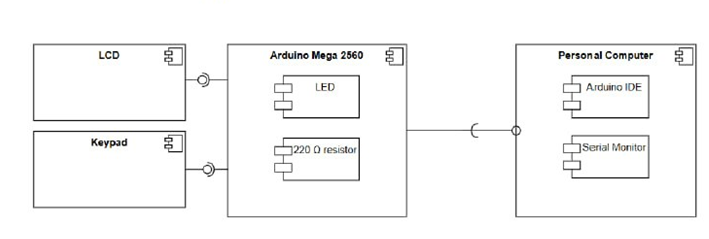 LCD
Arduino Mega 2560
Personal Computer
LED
Arduino IDE
Keypad
220 Ω resistor
Serial Monitor